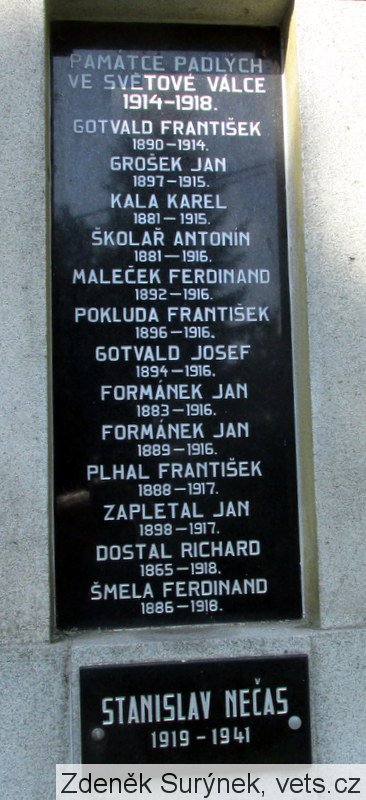 PAMÁTCE PADLÝCH
VE SVĚTOVÉ VÁLCE
1914-1918.
GOTVALD FRANTIŠEK
1890-1914.
GROŠEK JAN
1897-1915.
KALA KAREL
1881-1915.
ŠKOLAŘ ANTONÍN
1881-1916.
MALEČEK FERDINAND
1892-1916.
POKLUDA FRANTIŠEK
1896-1916.
GOTVALD JOSEF
1894-1916.
FORMÁNEK JAN
1883-1916.
FORMÁNEK JAN
1889-1916.
PLHAL FRANTIŠEK
1888-1917.
ZAPLETAL JAN
1898-1917.
DOSTAL RICHARD
1865-1918.
ŠMELA FERDINAND
1886-1918.
STANISLAV NEČAS
1919-1941
Zdeněk Surýnek, vets.cz